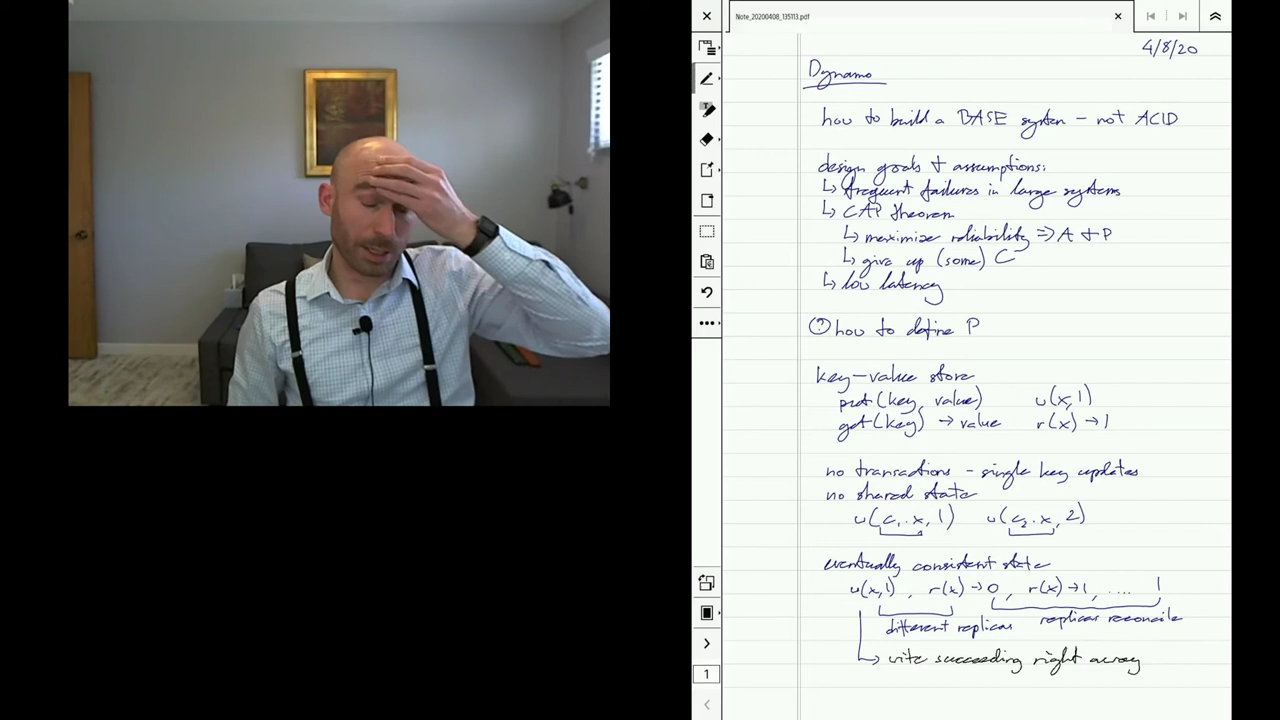 Note_20200408_135113.pdf
4/8/20
Dynamo
how to build a BASE system - not ACID
design goals & assumptions:
↳ frequent failures in large systems
↳ CAP theorem
↳ maximize reliability ⇒ A & P
↳ give up (some) C
↳ low latency
? how to define P
key-value store
put(key, value) w(x,1)
get(key) → value r(x) → 1
no transactions - single key updates
no shared state
w(c₁.x, 1) w(c₂.x, 2)
eventually consistent state
w(x,1), r(x) → 0, r(x) → 1, .... 1
different replicas replicas reconcile
↳ write succeeding right away
1